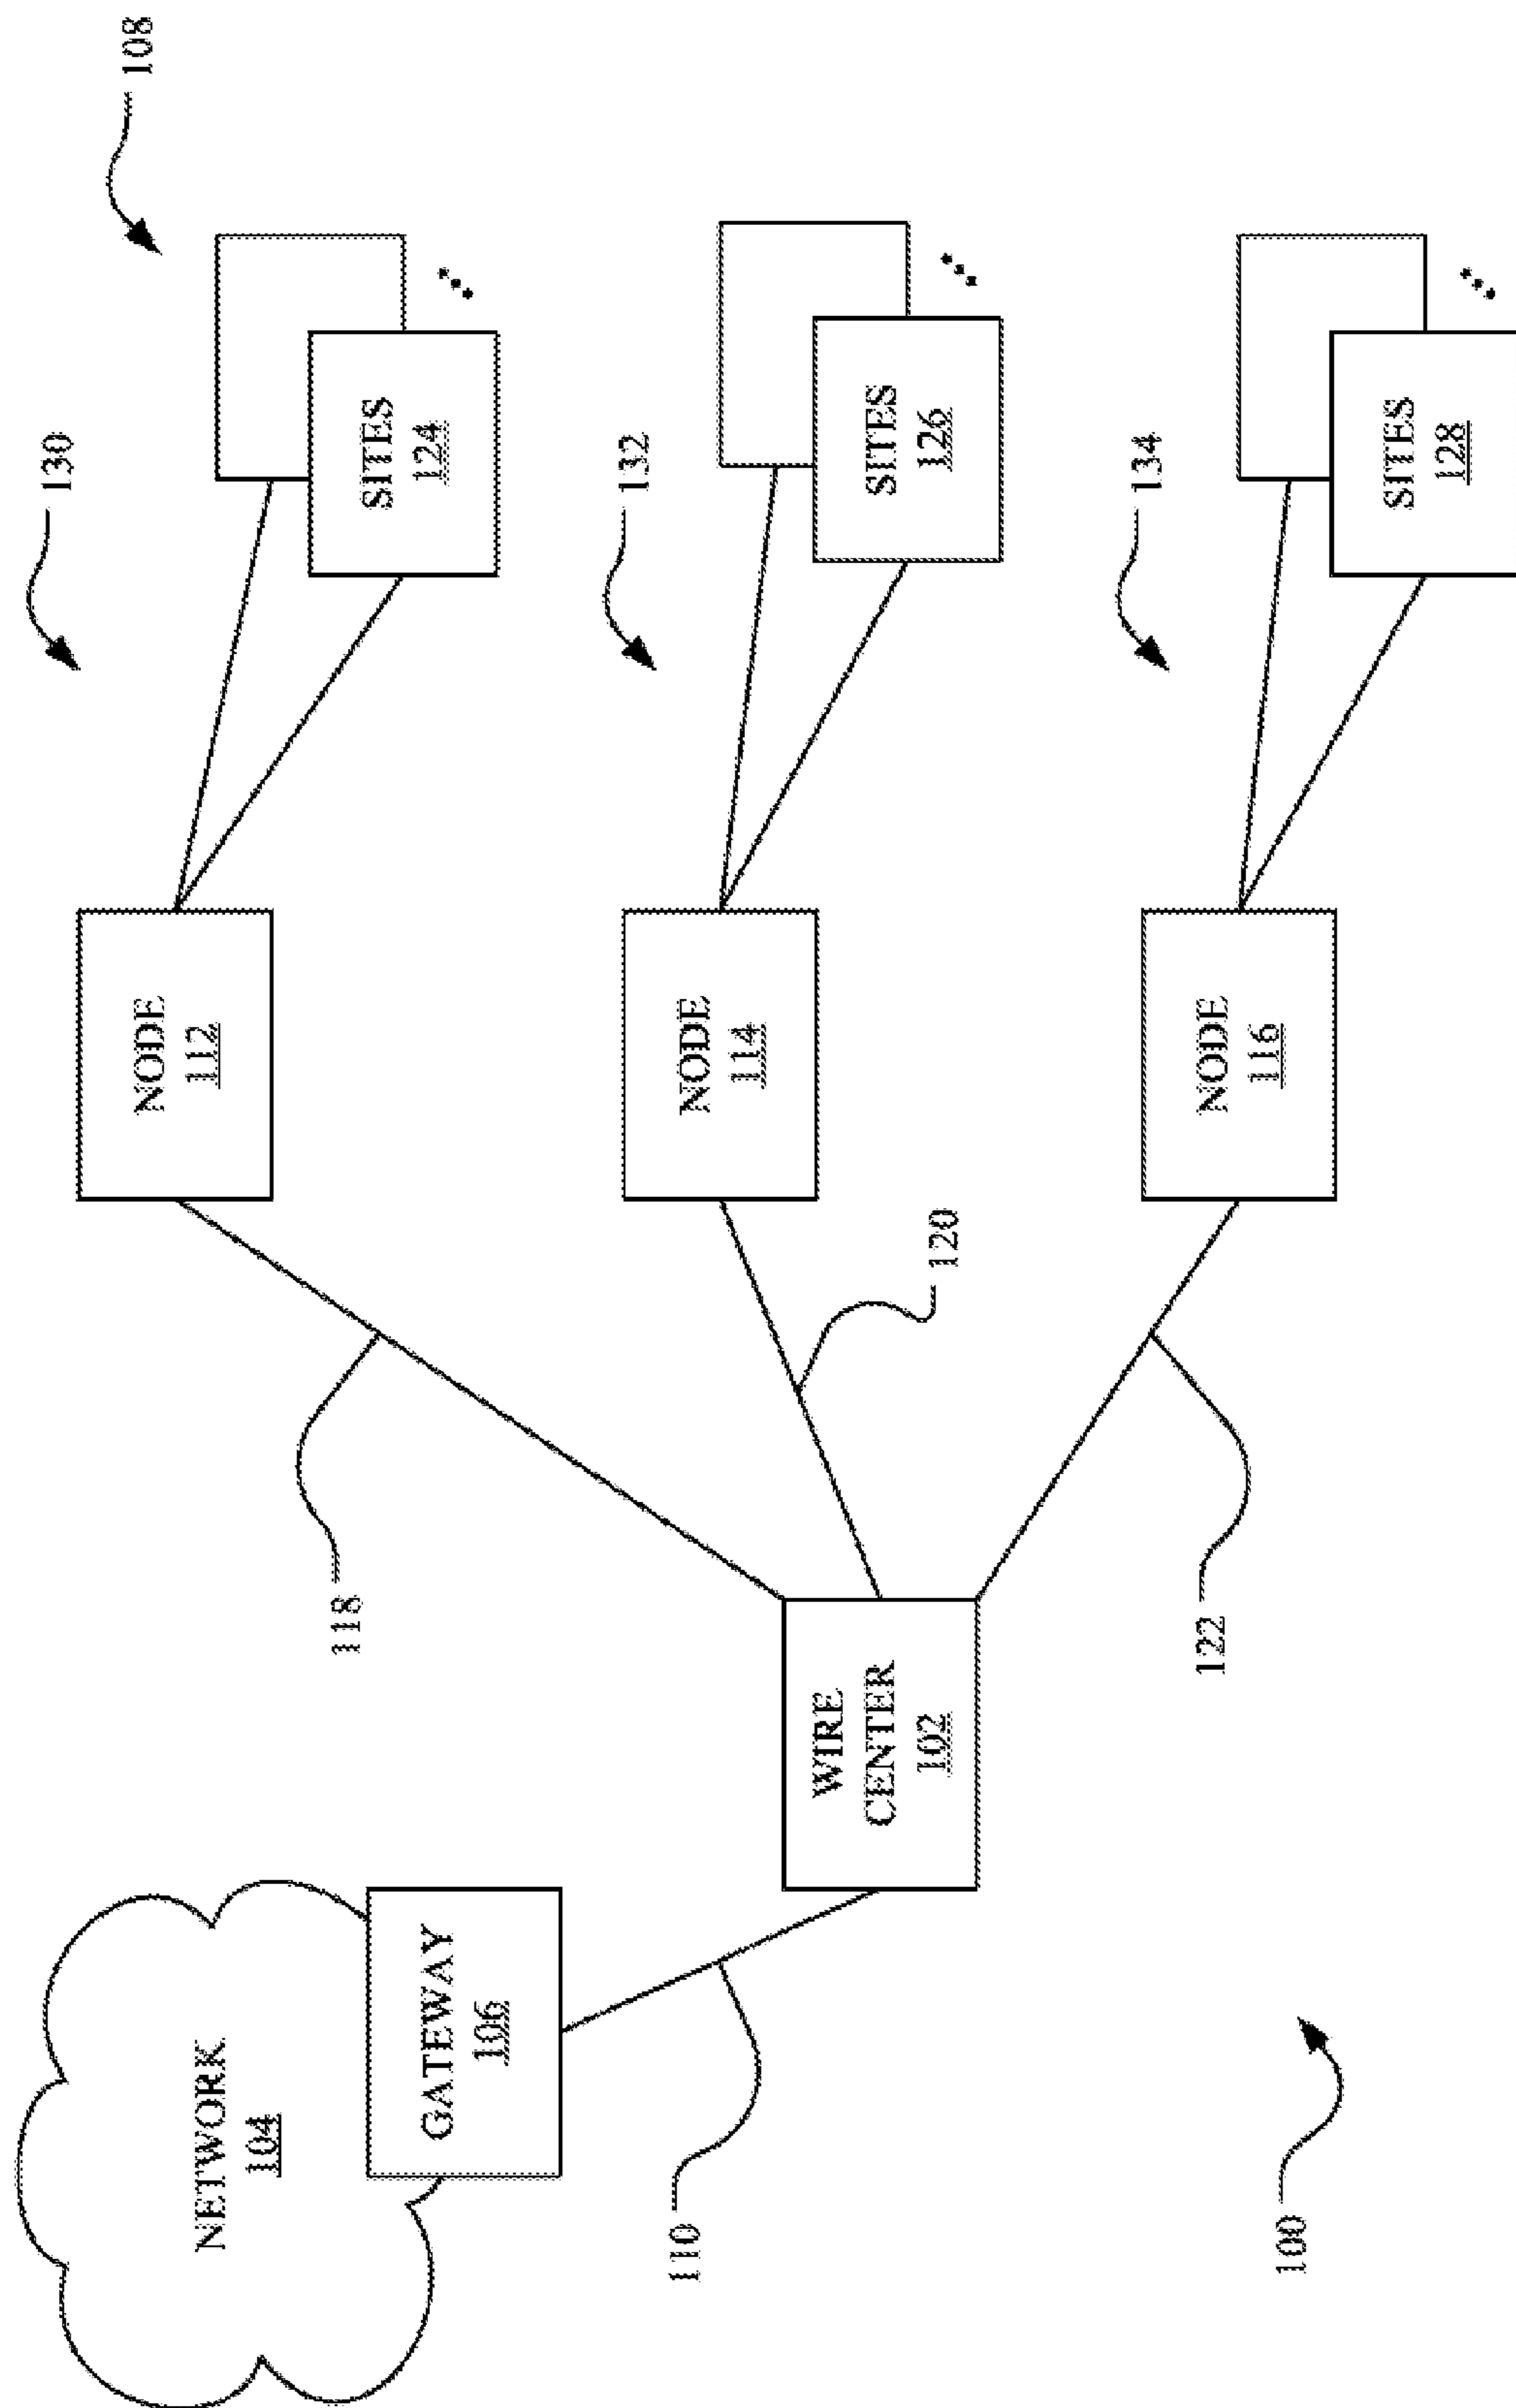 108
130
SITES
124
132
SITES
126
134
SITES
128
NODE
112
NODE
114
NODE
116
118
120
122
NETWORK
104
GATEWAY
106
WIRE
CENTER
102
110
100